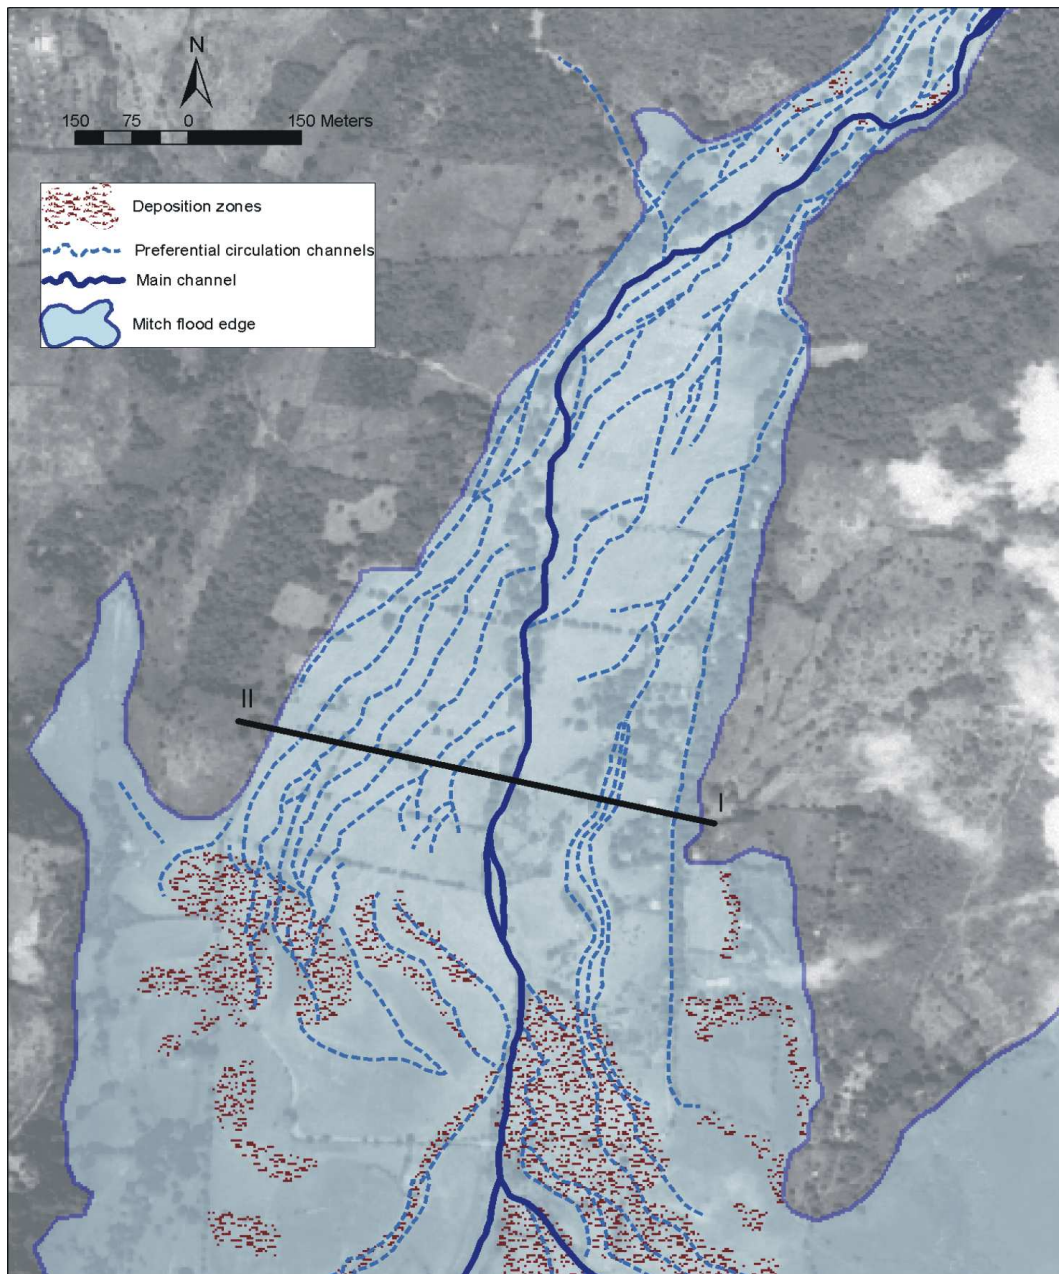 N
150 75 0 150 Meters
Deposition zones
Preferential circulation channels
Main channel
Mitch flood edge
II
I